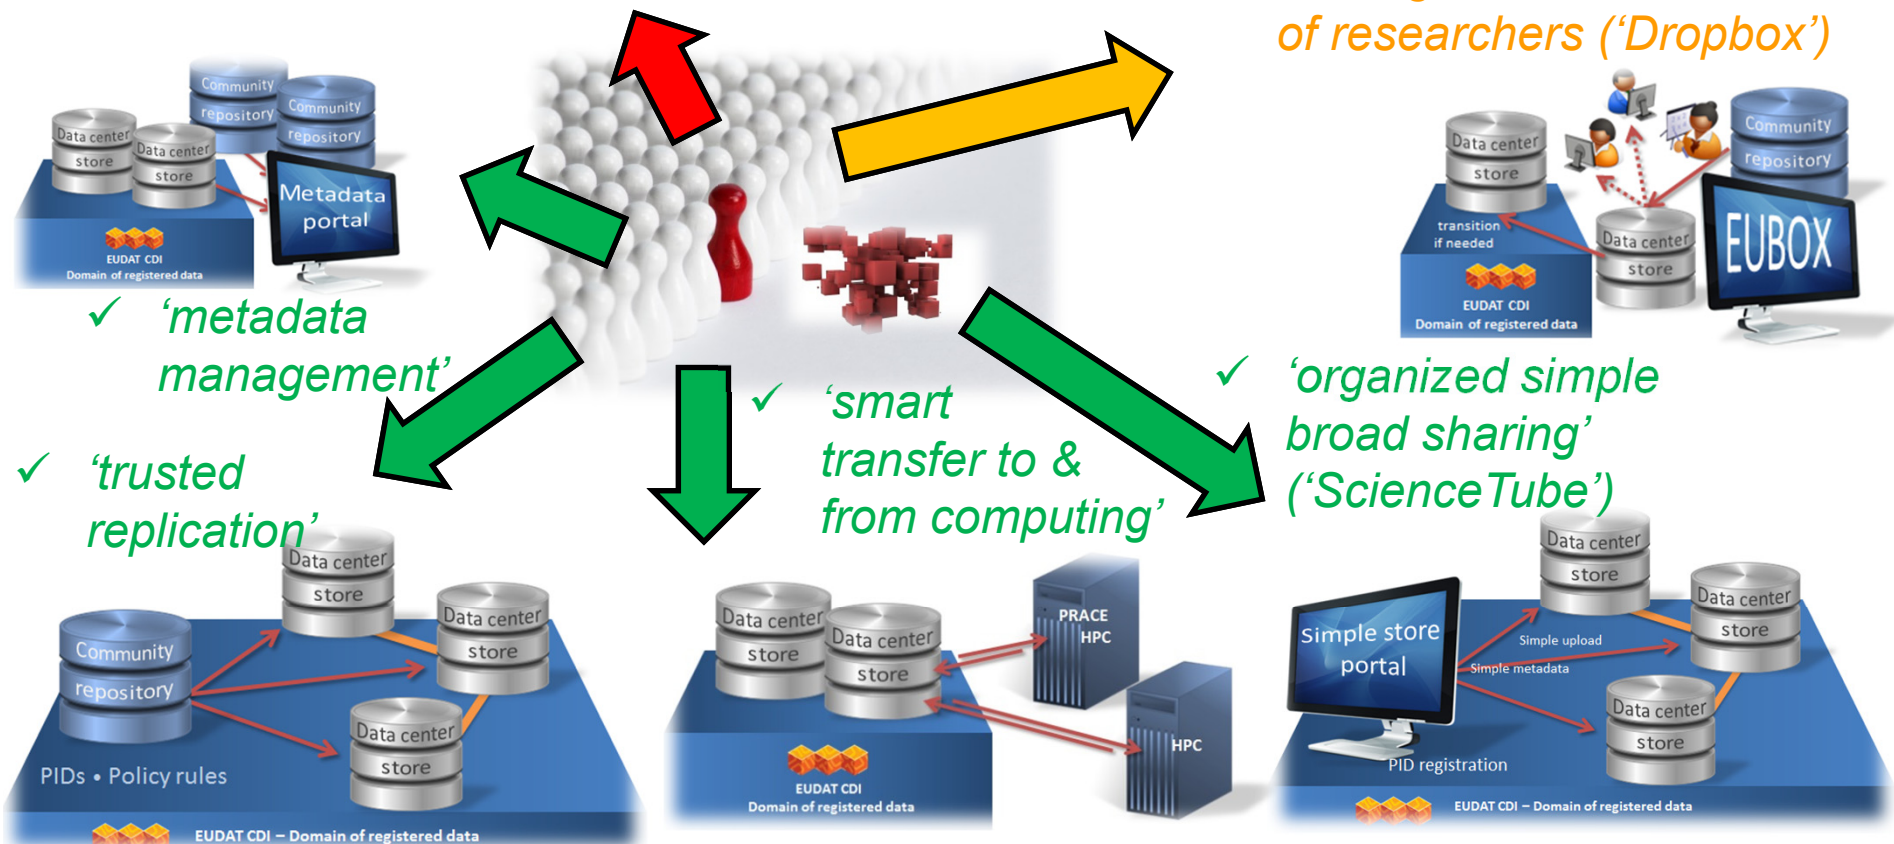 of researchers (‘Dropbox’)
Community
repository
Community
repository
Data center
store
Data center
store
Metadata
portal
EUDAT CDI
Domain of registered data
✓ ‘metadata
management’
Data center
store
Community
repository
transition
if needed
Data center
store
EUBOX
EUDAT CDI
Domain of registered data
✓ ‘trusted
replication’
✓ ‘smart
transfer to &
from computing’
✓ ‘organized simple
broad sharing’
(‘ScienceTube’)
Data center
store
Data center
store
Community
repository
Data center
store
PIDs • Policy rules
EUDAT CDI – Domain of registered data
Data center
store
Data center
store
PRACE
HPC
HPC
EUDAT CDI
Domain of registered data
Data center
store
Data center
store
Simple store
portal
Simple upload
Simple metadata
Data center
store
PID registration
EUDAT CDI – Domain of registered data